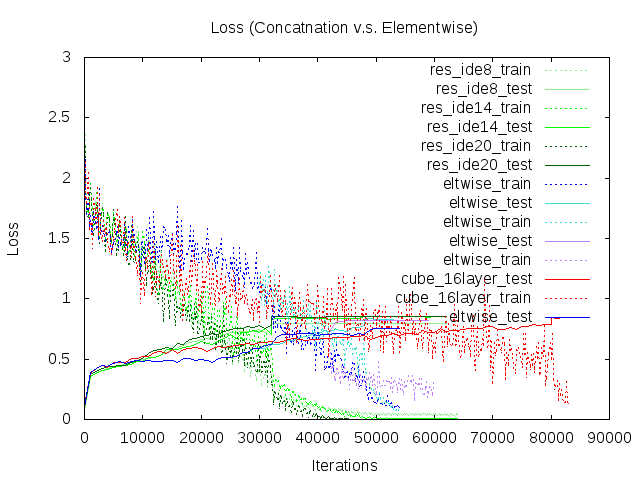 Loss (Concatnation v.s. Elementwise)
3
2.5
2
1.5
1
0.5
0
Loss
res_ide8_train
res_ide8_test
res_ide14_train
res_ide14_test
res_ide20_train
res_ide20_test
eltwise_train
eltwise_test
eltwise_train
eltwise_test
eltwise_train
cube_16layer_test
cube_16layer_train
eltwise_test
0 10000 20000 30000 40000 50000 60000 70000 80000 90000
Iterations